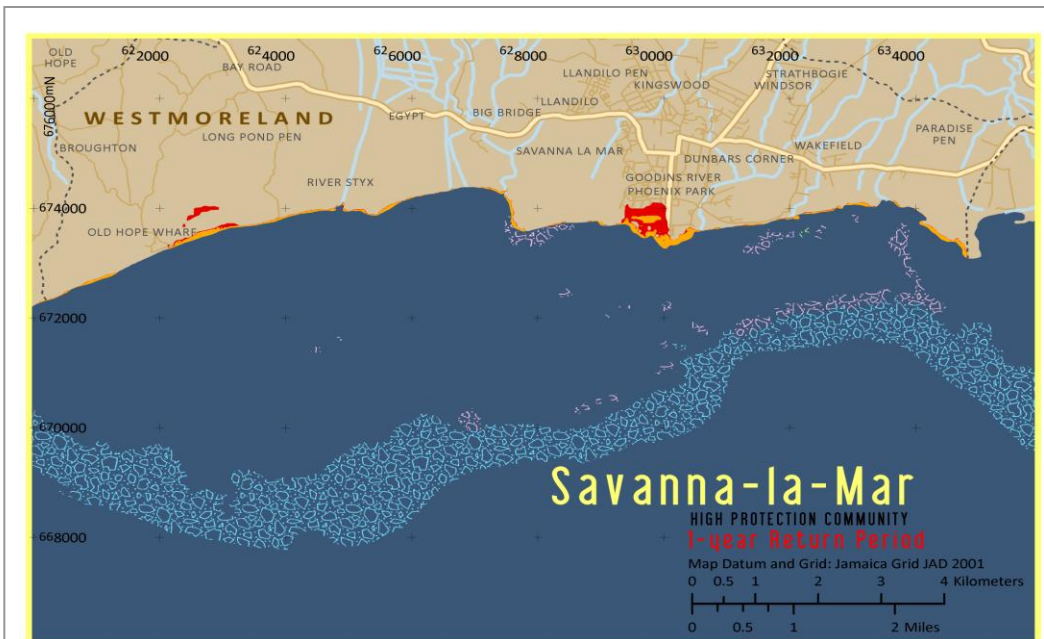 622000 624000 626000 628000 630000 632000 634000
OLD
HOPE
BAY ROAD
LLANDILO PEN
KINGSWOOD
STRATHBOGIE
WINDSOR
676000mN
LLANDILO
BIG BRIDGE
EGYPT
WESTMORELAND
LONG POND PEN
PARADISE
PEN
BROUGHTON
SAVANNA LA MAR
WAKEFIELD
DUNBARS CORNER
RIVER STYX
GOODINS RIVER
PHOENIX PARK
674000
OLD HOPE WHARF
672000
670000
Savanna-la-Mar
HIGH PROTECTION COMMUNITY
1-year Return Period
668000
Map Datum and Grid: Jamaica Grid JAD 2001
0 0.5 1 2 3 4 Kilometers
0 0.5 1 2 Miles